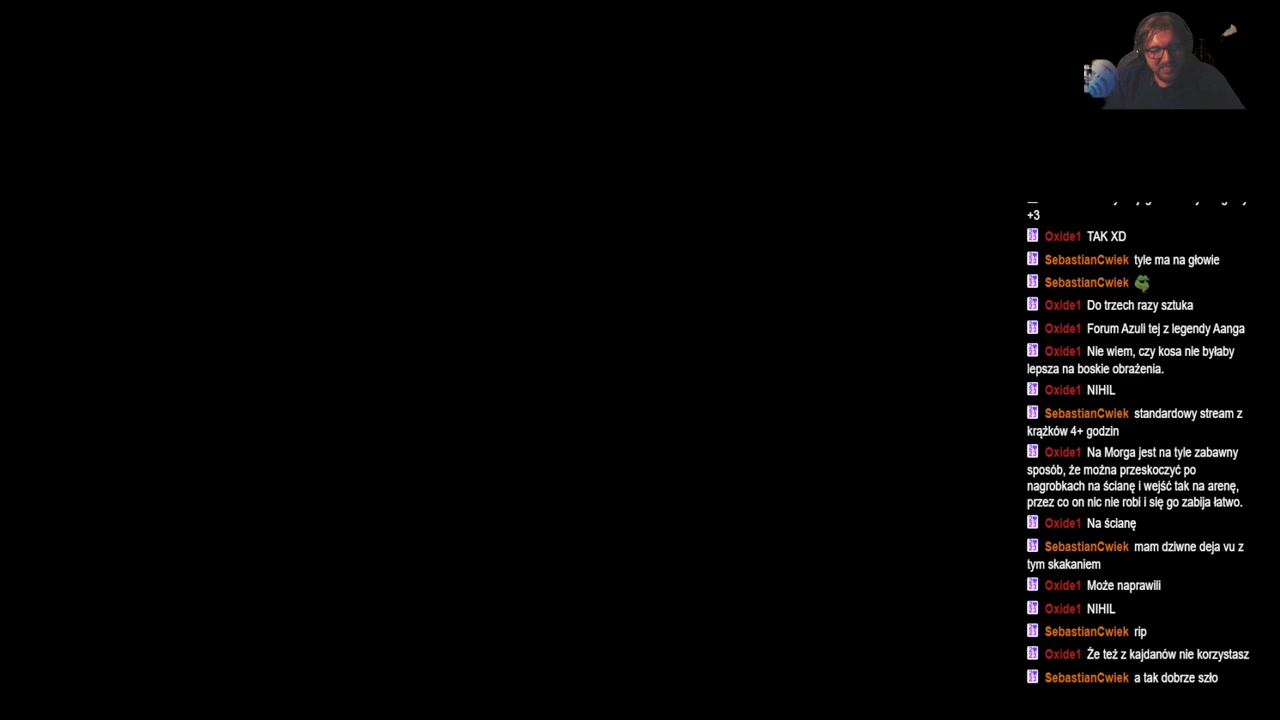 +3
Oxide1 TAK XD
SebastianCwiek tyle ma na głowie
SebastianCwiek
Oxide1 Do trzech razy sztuka
Oxide1 Forum Azuli tej z legendy Aanga
Oxide1 Nie wiem, czy kosa nie byłaby
lepsza na boskie obrażenia.
Oxide1 NIHIL
SebastianCwiek standardowy stream z
krążków 4+ godzin
Oxide1 Na Morga jest na tyle zabawny
sposób, że można przeskoczyć po
nagrobkach na ścianę i wejść tak na arenę,
przez co on nic nie robi i się go zabija łatwo.
Oxide1 Na ścianę
SebastianCwiek mam dziwne deja vu z
tym skakaniem
Oxide1 Może naprawili
Oxide1 NIHIL
SebastianCwiek rip
Oxide1 Że też z kajdanów nie korzystasz
SebastianCwiek a tak dobrze szło